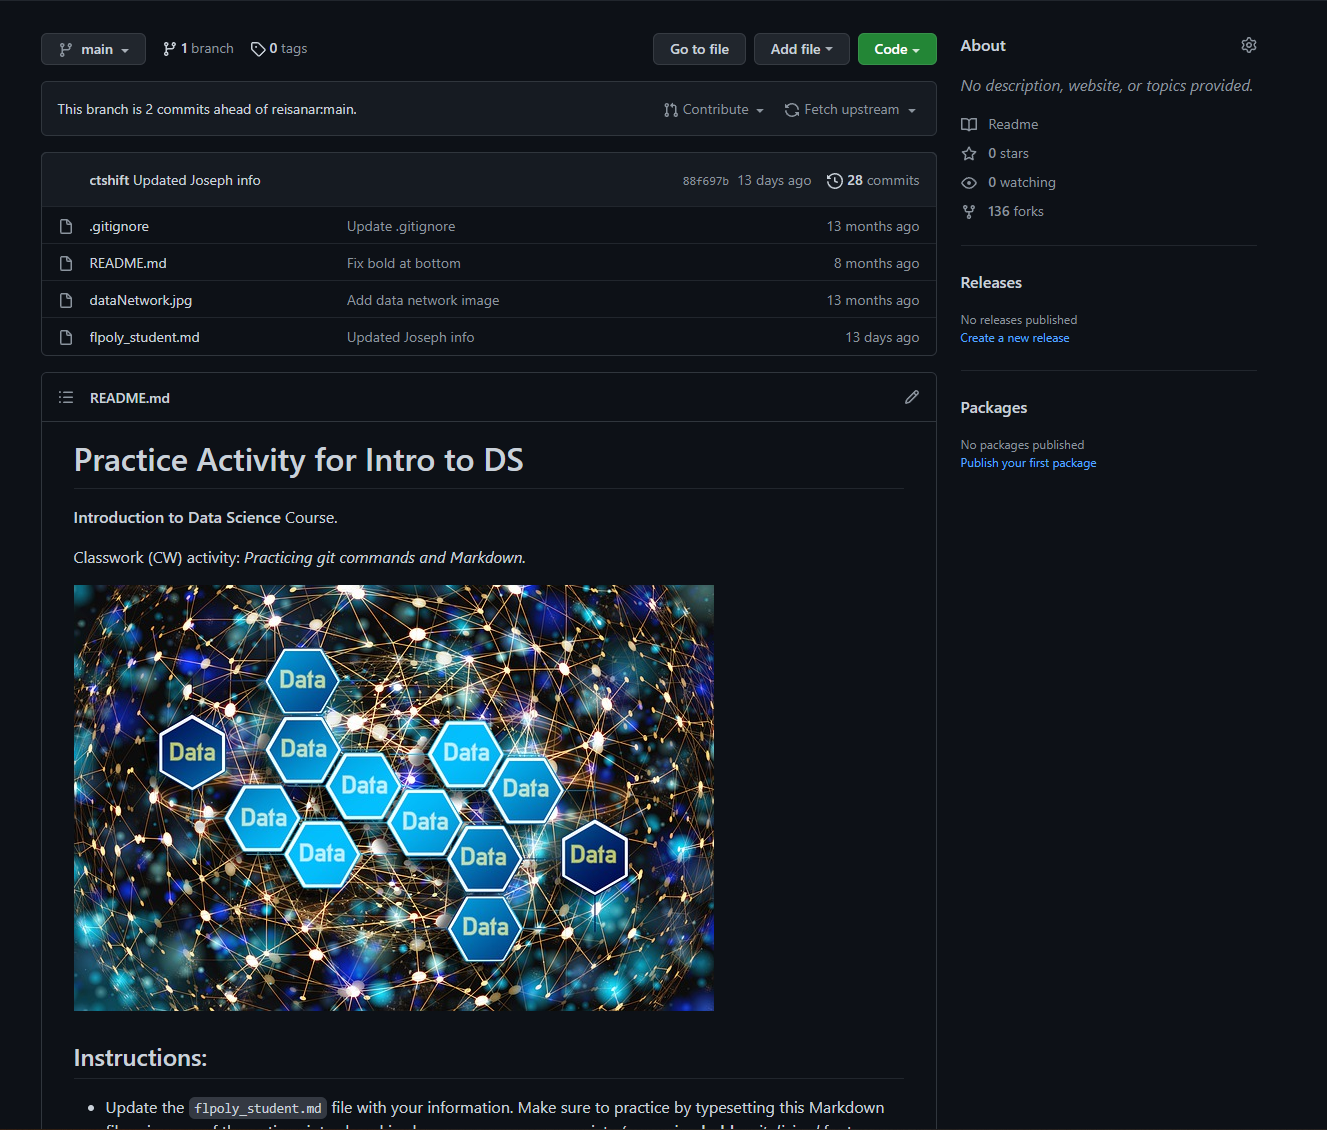 main
1 branch
0 tags
Go to file
Add file
Code
This branch is 2 commits ahead of reisanar:main.
Contribute
Fetch upstream
ctshift Updated Joseph info
88f697b 13 days ago
28 commits
.gitignore
Update .gitignore
13 months ago
README.md
Fix bold at bottom
8 months ago
dataNetwork.jpg
Add data network image
13 months ago
flpoly_student.md
Updated Joseph info
13 days ago
README.md
Practice Activity for Intro to DS
Introduction to Data Science Course.
Classwork (CW) activity: Practicing git commands and Markdown.
Data
Data
Data
Data
Data
Data
Data
Data
Data
Data
Data
Data
Data
Instructions:
Update the flpoly_student.md file with your information. Make sure to practice by typesetting this Markdown
About
No description, website, or topics provided.
Readme
0 stars
0 watching
136 forks
Releases
No releases published
Create a new release
Packages
No packages published
Publish your first package